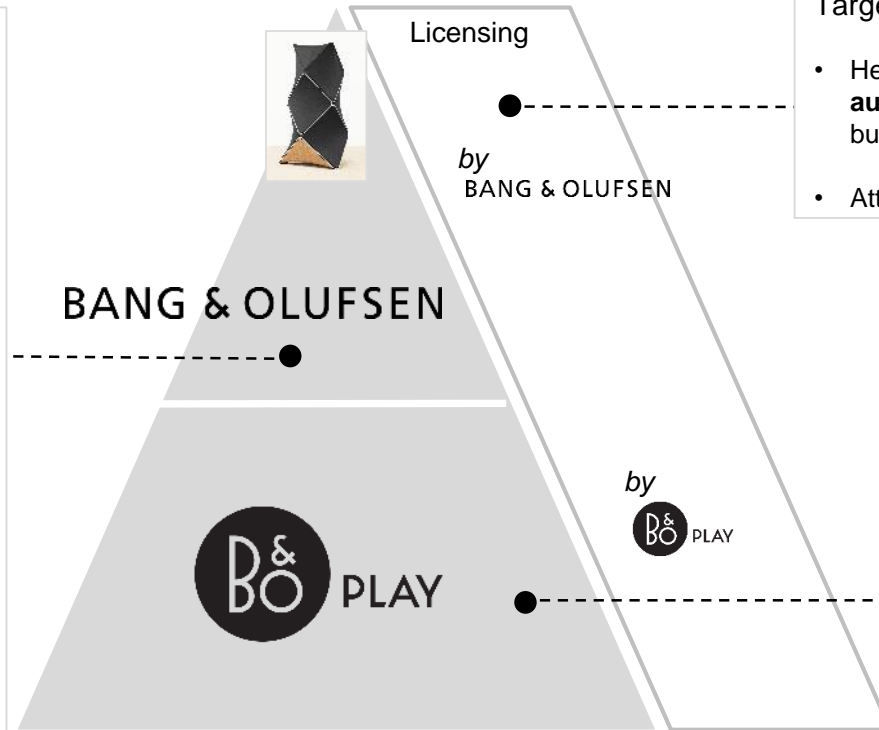 Licensing
by
BANG & OLUFSEN
BANG & OLUFSEN
by
B&O PLAY
B&O PLAY
•
•